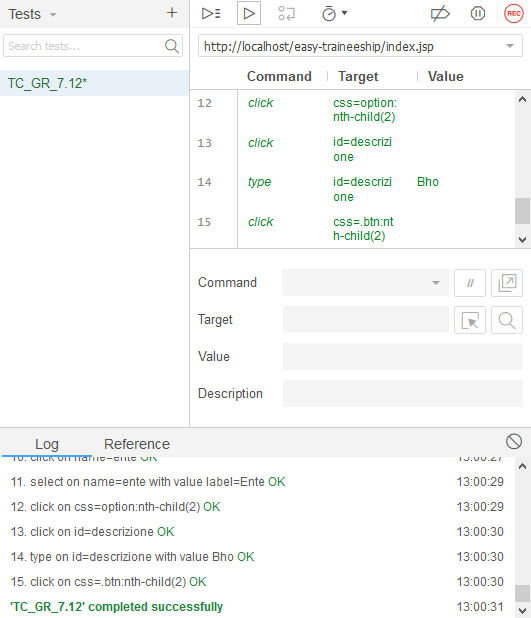 Tests
Search tests...
TC_GR_7.12*
REC
http://localhost/easy-traineeship/index.jsp
Command Target Value
12 click css=option:
nth-child(2)
13 click id=descrizi
one
14 type id=descrizi Bho
one
15 click css=.btn:nt
h-child(2)
Command //
Target
Value
Description
Log Reference
10. click on name=ente OK 13:00:27
11. select on name=ente with value label=Ente OK 13:00:29
12. click on css=option:nth-child(2) OK 13:00:29
13. click on id=descrizione OK 13:00:30
14. type on id=descrizione with value Bho OK 13:00:30
15. click on css=.btn:nth-child(2) OK 13:00:30
'TC_GR_7.12' completed successfully 13:00:31